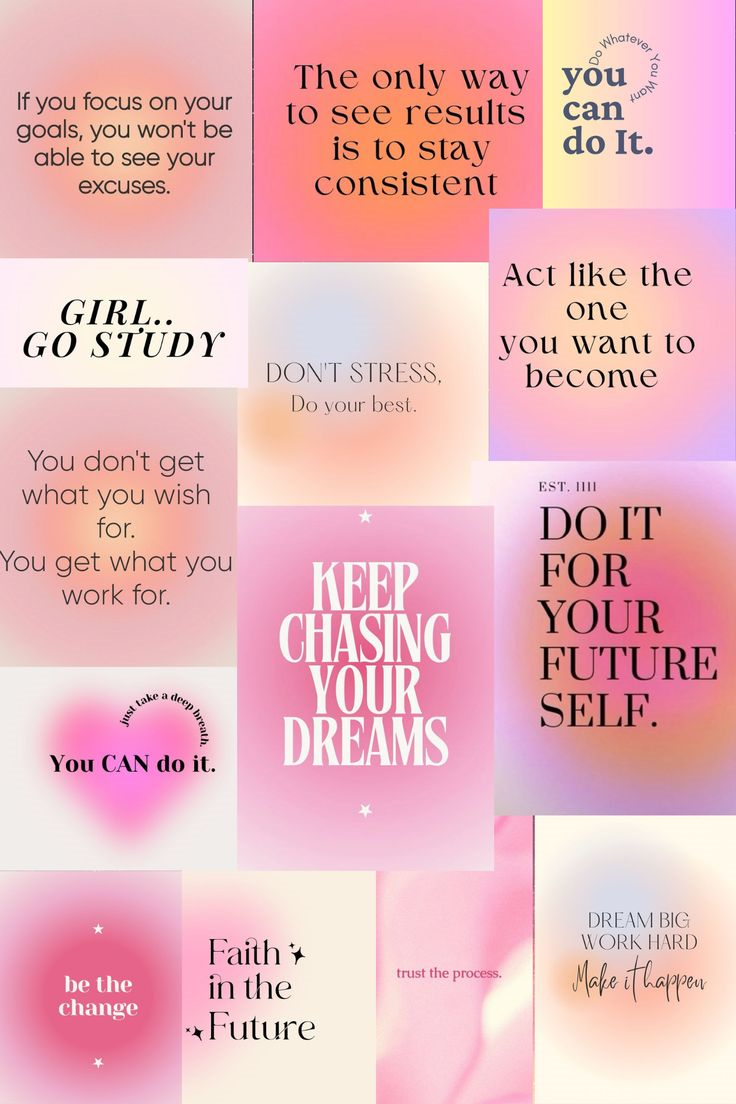 If you focus on your
goals, you won't be
able to see your
excuses.
The only way
to see results
is to stay
consistent
Do Whatever You Want
you
can
do It.
GIRL..
GO STUDY
DON'T STRESS,
Do your best.
Act like the
one
you want to
become
You don't get
what you wish
for.
You get what you
work for.
KEEP
CHASING
YOUR
DREAMS
EST. 1111
DO IT
FOR
YOUR
FUTURE
SELF.
just take a deep breath,
You CAN do it.
be the
change
Faith
in the
Future
trust the process.
DREAM BIG
WORK HARD
Make it happen